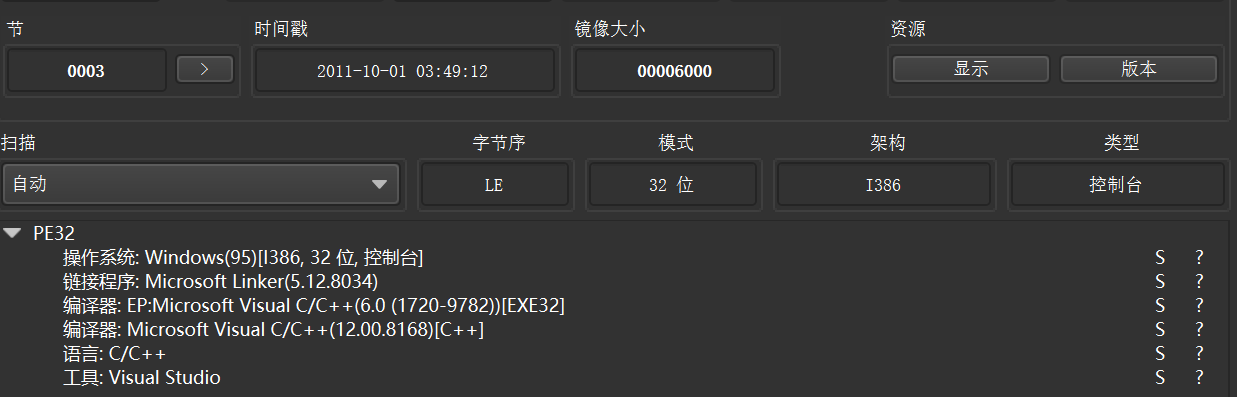 节 时间戳 镜像大小 资源
0003 > 2011-10-01 03:49:12 00006000 显示 版本
扫描 字节序 模式 架构 类型
自动 LE 32 位 I386 控制台
PE32
操作系统: Windows(95)[I386, 32 位, 控制台] S ?
链接程序: Microsoft Linker(5.12.8034) S ?
编译器: EP:Microsoft Visual C/C++(6.0 (1720-9782))[EXE32] S ?
编译器: Microsoft Visual C/C++(12.00.8168)[C++] S ?
语言: C/C++ S ?
工具: Visual Studio S ?